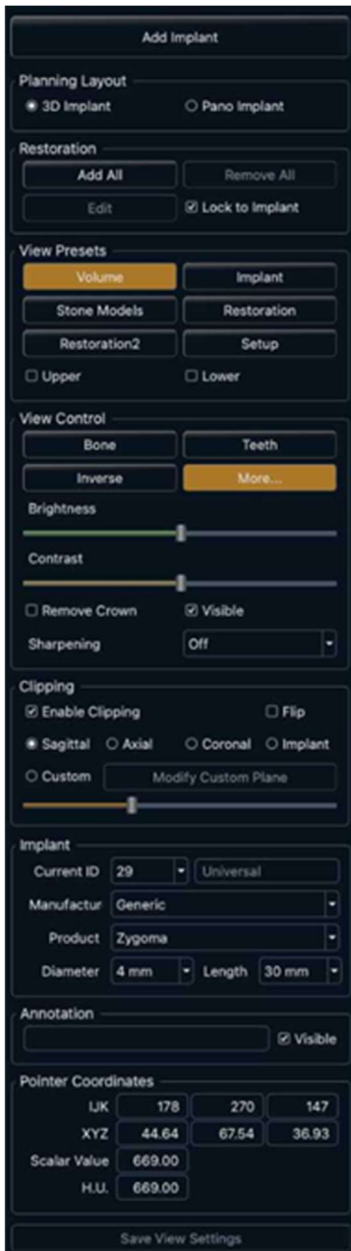 Add Implant
Planning Layout
3D Implant Pano Implant
Restoration
Add All Remove All
Edit Lock to Implant
View Presets
Volume Implant
Stone Models Restoration
Restoration2 Setup
Upper Lower
View Control
Bone Teeth
Inverse More...
Brightness
Contrast
Remove Crown Visible
Sharpening Off
Clipping
Enable Clipping Flip
Sagittal Axial Coronal Implant
Custom Modify Custom Plane
Implant
Current ID 29 Universal
Manufactur Generic
Product Zygoma
Diameter 4 mm Length 30 mm
Annotation
Visible
Pointer Coordinates
IJK 178 270 147
XYZ 44.64 67.54 36.93
Scalar Value 669.00
H.U. 669.00
Save View Settings